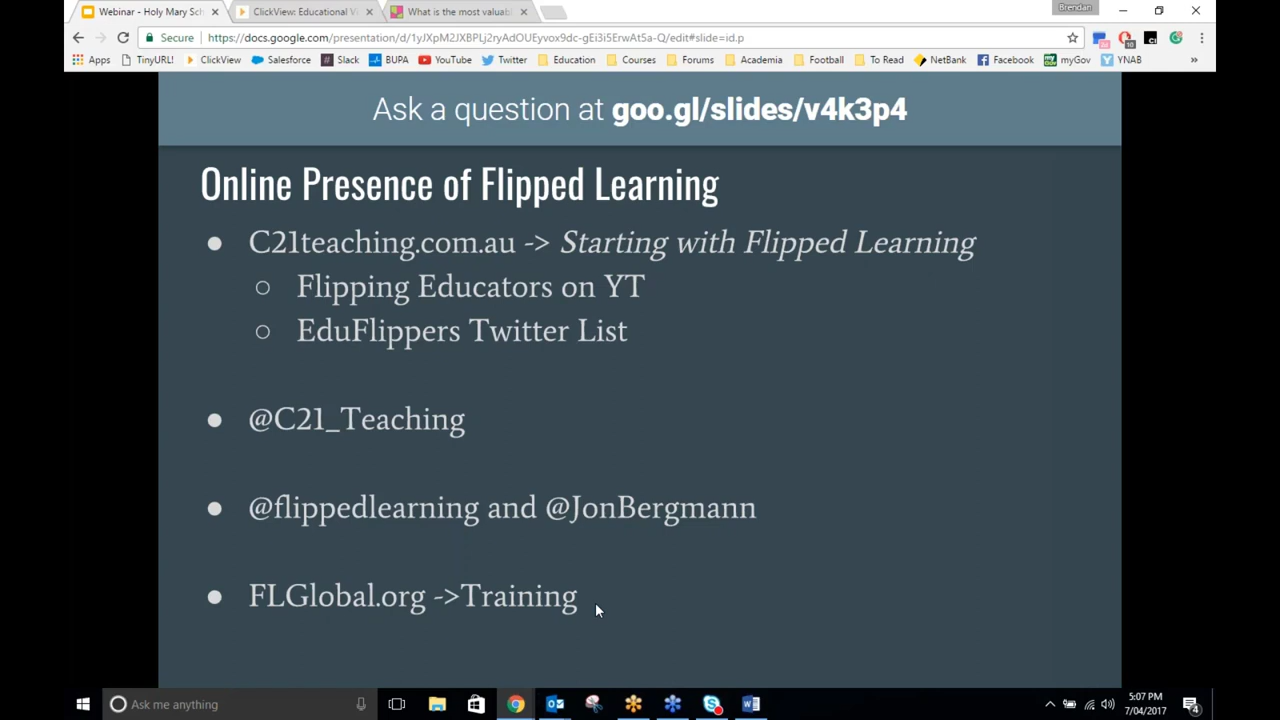 Webinar - Holy Mary Sch
ClickView: Educational Vi
What is the most valuabl
Brendan
Secure
https://docs.google.com/presentation/d/1yJXpM2JXBPLj2ryAdOUEyvox9dc-gEi3i5ErwAt5a-Q/edit#slide=id.p
Apps TinyURL! ClickView Salesforce Slack BUPA YouTube Twitter Education Courses Forums Academia Football To Read NetBank Facebook myGov YNAB »
Ask a question at goo.gl/slides/v4k3p4
Online Presence of Flipped Learning
● C21teaching.com.au -> Starting with Flipped Learning
○ Flipping Educators on YT
○ EduFlippers Twitter List
● @C21_Teaching
● @flippedlearning and @JonBergmann
● FLGlobal.org ->Training
Ask me anything
5:07 PM
7/04/2017
4